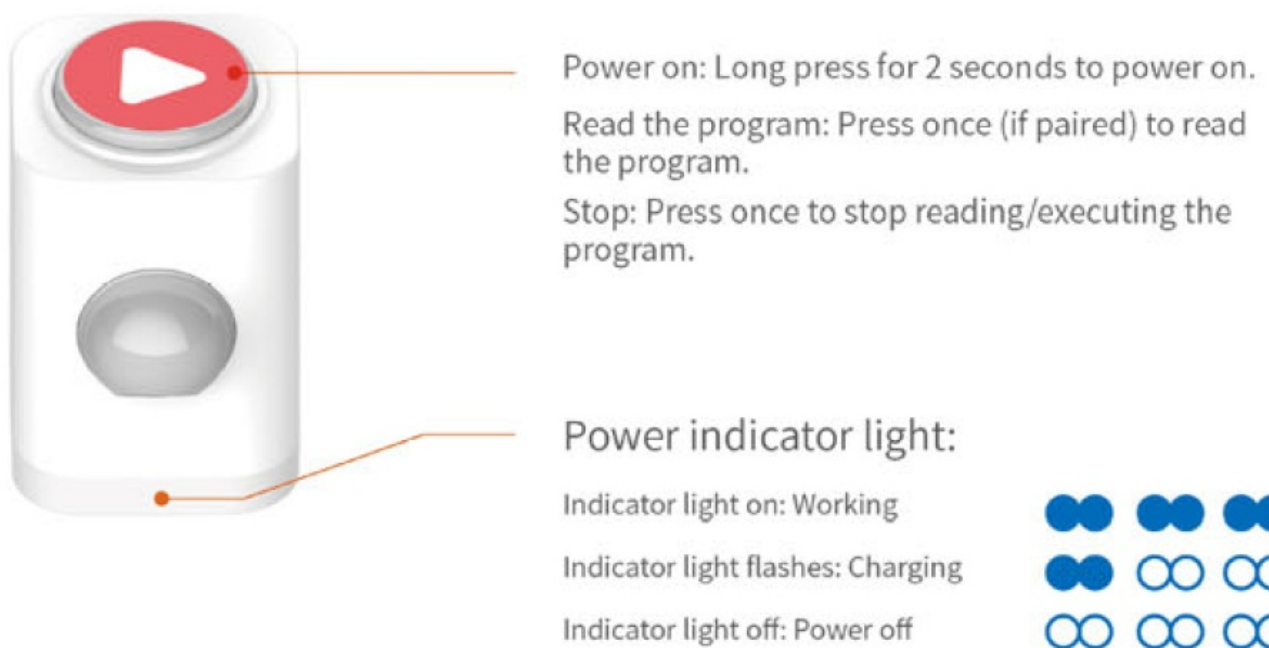 Power on: Long press for 2 seconds to power on.
Read the program: Press once (if paired) to read
the program.
Stop: Press once to stop reading/executing the
program.
Power indicator light:
Indicator light on: Working
Indicator light flashes: Charging
Indicator light off: Power off